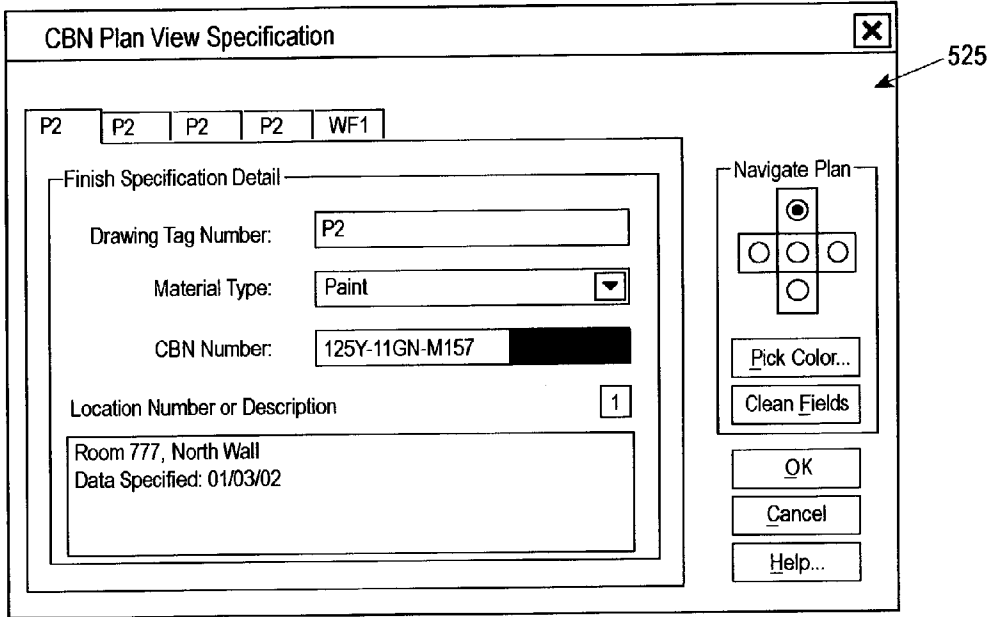 CBN Plan View Specification
525
P2 P2 P2 P2 WF1
Finish Specification Detail
Drawing Tag Number: P2
Material Type: Paint
CBN Number: 125Y-11GN-M157
Location Number or Description 1
Room 777, North Wall
Data Specified: 01/03/02
Navigate Plan
Pick Color...
Clean Fields
OK
Cancel
Help...